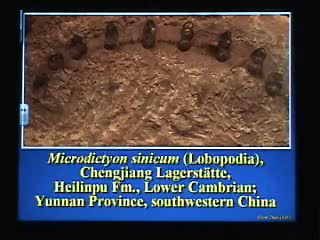 Microdictyon sinicum (Lobopodia),
Chengjiang Lagerstätte,
Heilinpu Fm., Lower Cambrian;
Yunnan Province, southwestern China